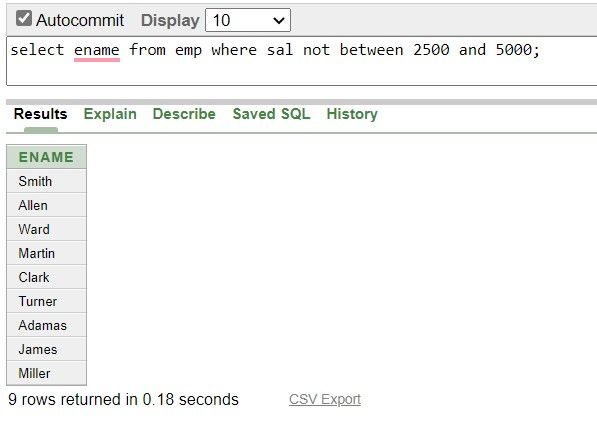 Autocommit Display 10
select ename from emp where sal not between 2500 and 5000;
Results Explain Describe Saved SQL History
ENAME
Smith
Allen
Ward
Martin
Clark
Turner
Adamas
James
Miller
9 rows returned in 0.18 seconds CSV Export